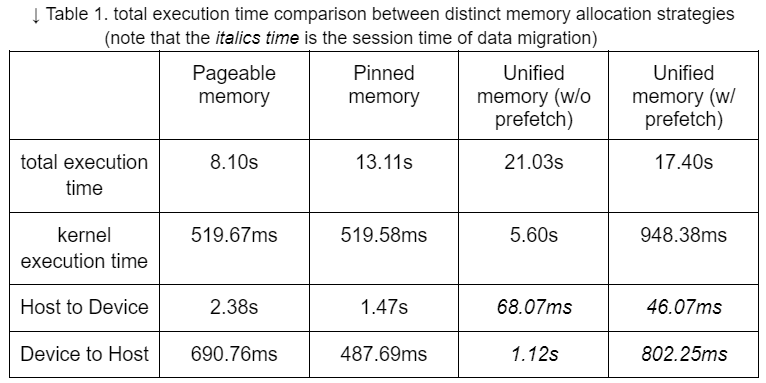 ↓ Table 1. total execution time comparison between distinct memory allocation strategies
(note that the italics time is the session time of data migration)
Pageable memory | Pinned memory | Unified memory (w/o prefetch) | Unified memory (w/ prefetch)
total execution time | 8.10s | 13.11s | 21.03s | 17.40s
kernel execution time | 519.67ms | 519.58ms | 5.60s | 948.38ms
Host to Device | 2.38s | 1.47s | 68.07ms | 46.07ms
Device to Host | 690.76ms | 487.69ms | 1.12s | 802.25ms